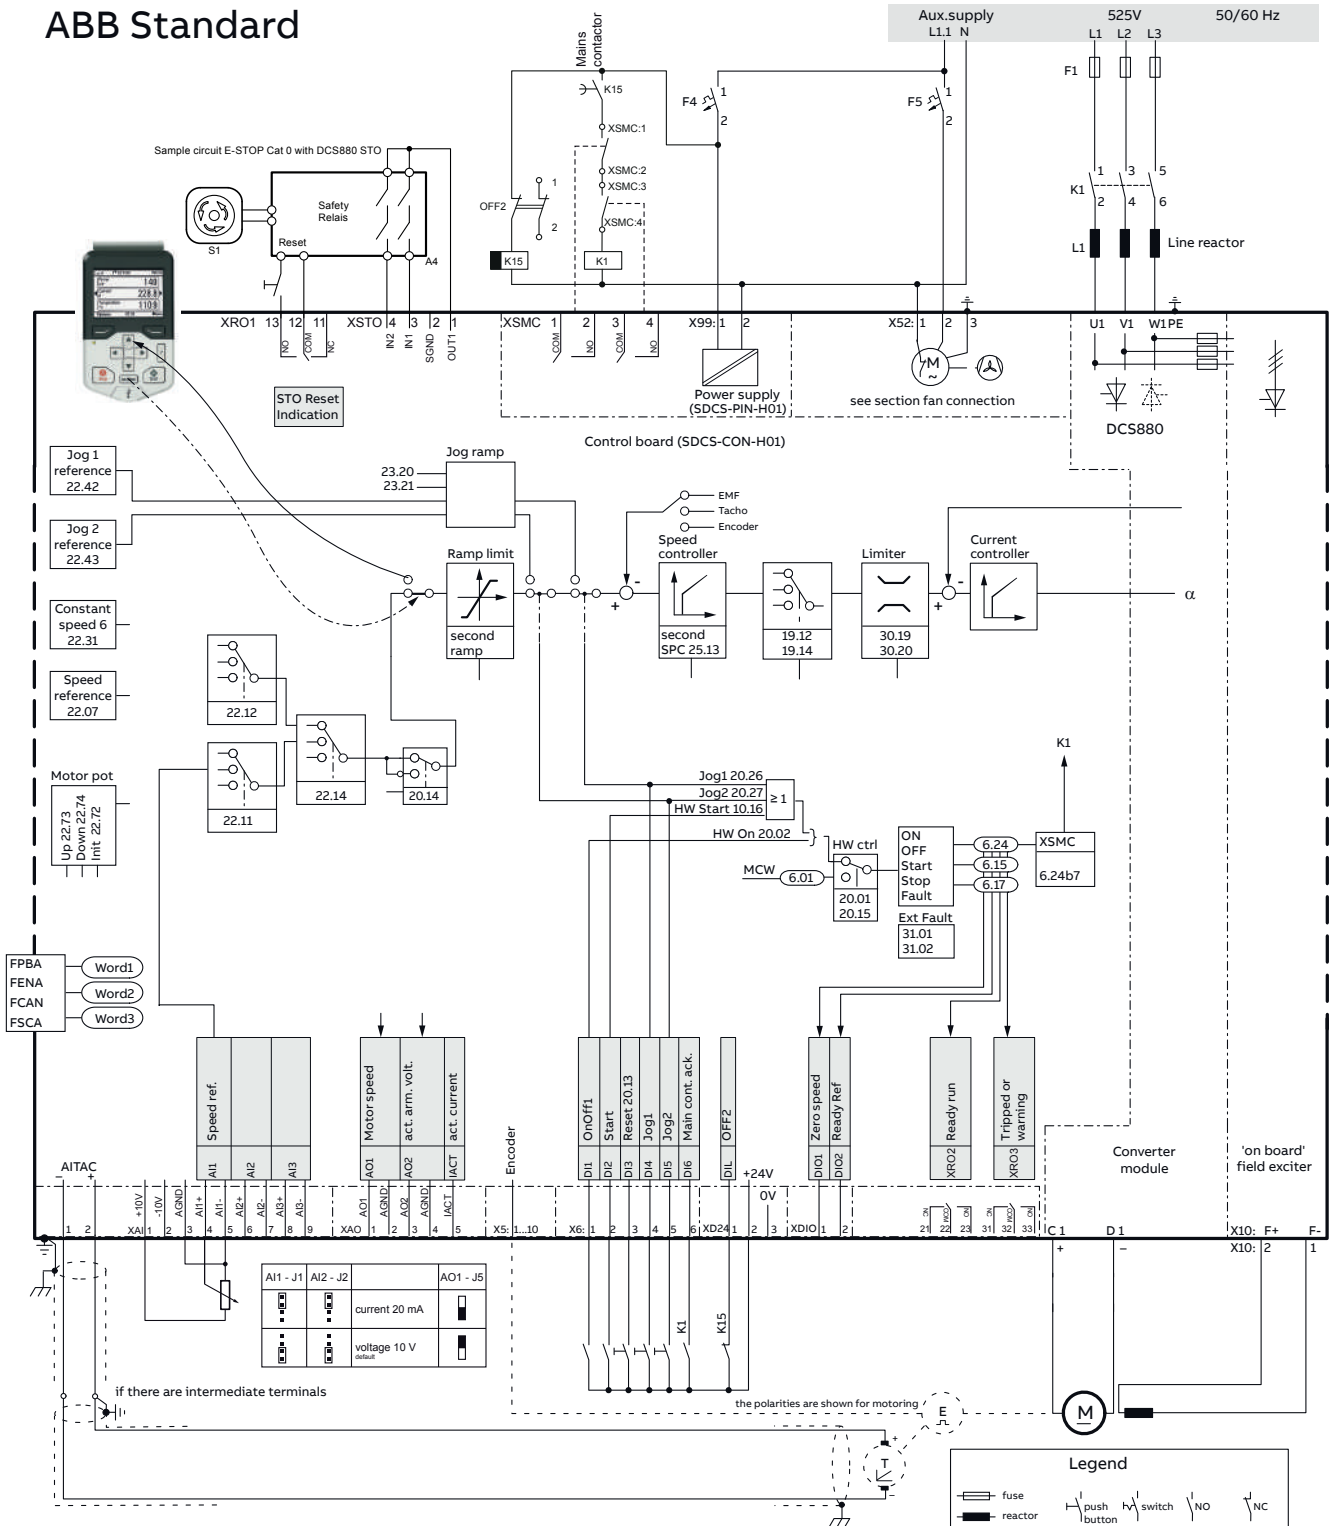 ABB Standard
Aux.supply 525V 50/60 Hz
L1.1 N L1 L2 L3
Mains contactor
F1
K15
F4 1 2
F5 1 2
XSMC:1
XSMC:2
XSMC:3
XSMC:4
Sample circuit E-STOP Cat 0 with DCS880 STO
Safety Relais
S1
Reset
A4
OFF2 1 2
K15
K1
K1 1 3 5
2 4 6
L1 Line reactor
XRO1 13 12 11 XSTO 4 3 2 1 XSMC 1 2 3 4 X99: 1 2 X52: 1 2 3 U1 V1 W1 PE
NO COM NC IN2 IN1 SGND OUT1 COM NO COM NO
M ~
STO Reset Indication
Power supply (SDCS-PIN-H01)
see section fan connection
DCS880
Control board (SDCS-CON-H01)
Jog 1 reference 22.42
Jog 2 reference 22.43
Constant speed 6 22.31
Speed reference 22.07
Motor pot
Up 22.73
Down 22.74
Init 22.72
Jog ramp
23.20
23.21
EMF
Tacho
Encoder
Ramp limit
second ramp
Speed controller
second SPC 25.13
+ -
19.12
19.14
Limiter
30.19
30.20
+ -
Current controller
α
22.12
22.11
22.14
20.14
Jog1 20.26
Jog2 20.27
HW Start 10.16
≥ 1
HW On 20.02
MCW 6.01
HW ctrl
20.01
20.15
ON
OFF
Start
Stop
Fault
6.24
6.15
6.17
K1
XSMC
6.24b7
Ext Fault
31.01
31.02
FPBA
FENA
FCAN
FSCA
Word1
Word2
Word3
Speed ref.
AI1 AI2 AI3
Motor speed
act. arm. volt.
act. current
AO1 AO2 IACT
Encoder
OnOff1
Start
Reset 20.13
Jog1
Jog2
Main cont. ack.
DI1 DI2 DI3 DI4 DI5 DI6
OFF2
DIL
+24V
0V
Zero speed
Ready Ref
DIO1 DIO2
Ready run
XRO2
Tripped or warning
XRO3
Converter module
'on board' field exciter
AITAC
- +
+10V -10V AGND AI1+ AI1- AI2+ AI2- AI3+ AI3-
AO1 AGND AO2 AGND IACT
NC COM NO NC COM NO
1 2 XAI 1 2 3 4 5 6 7 8 9 XAO 1 2 3 4 5 X5: 1...10 X6: 1 2 3 4 5 6 XD24 1 2 3 XDIO 1 2 21 22 23 31 32 33
C 1 D 1 X10: F+ F-
+ - X10: 2 1
AI1 - J1 AI2 - J2 AO1 - J5
current 20 mA
voltage 10 V
default
K1
K15
if there are intermediate terminals
the polarities are shown for motoring
E
M
T
+
-
Legend
fuse
reactor
push button
switch
NO
NC